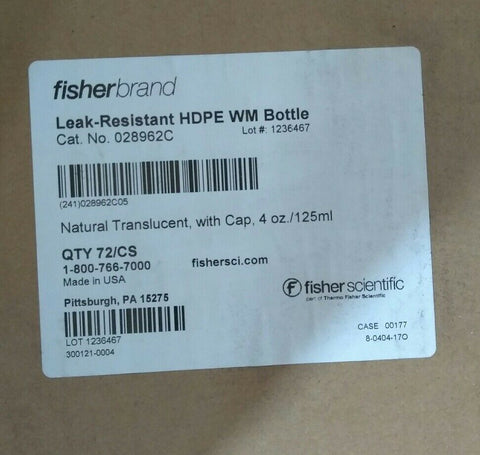 fisherbrand
Leak-Resistant HDPE WM Bottle
Cat. No. 028962C
Lot #: 1236467
(241)028962C05
Natural Translucent, with Cap, 4 oz./125ml
QTY 72/CS
1-800-766-7000
fishersci.com
Made in USA
f fisher scientific
part of Thermo Fisher Scientific
Pittsburgh, PA 15275
LOT 1236467
300121-0004
CASE 00177
8-0404-17O